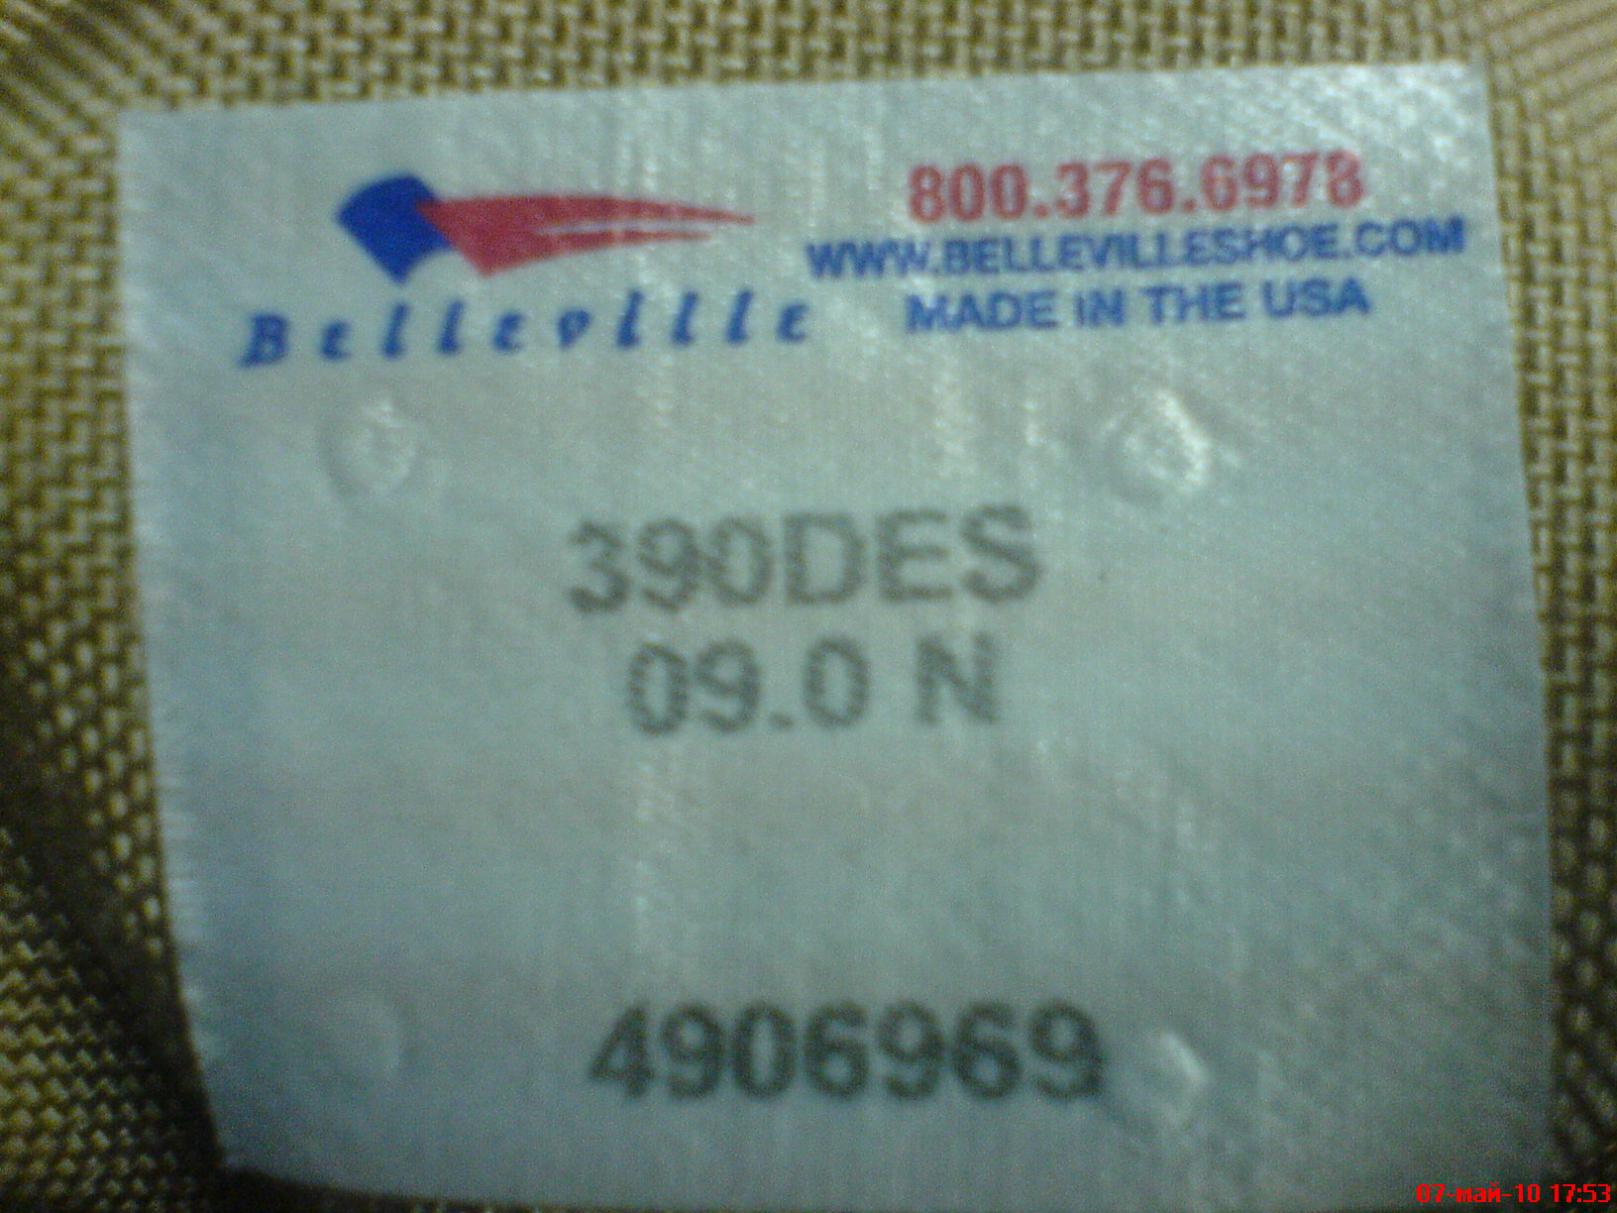 Belleville
800.376.6978
WWW.BELLEVILLESHOE.COM
MADE IN THE USA
390DES
09.0 N
4906969
07-май-10 17:53